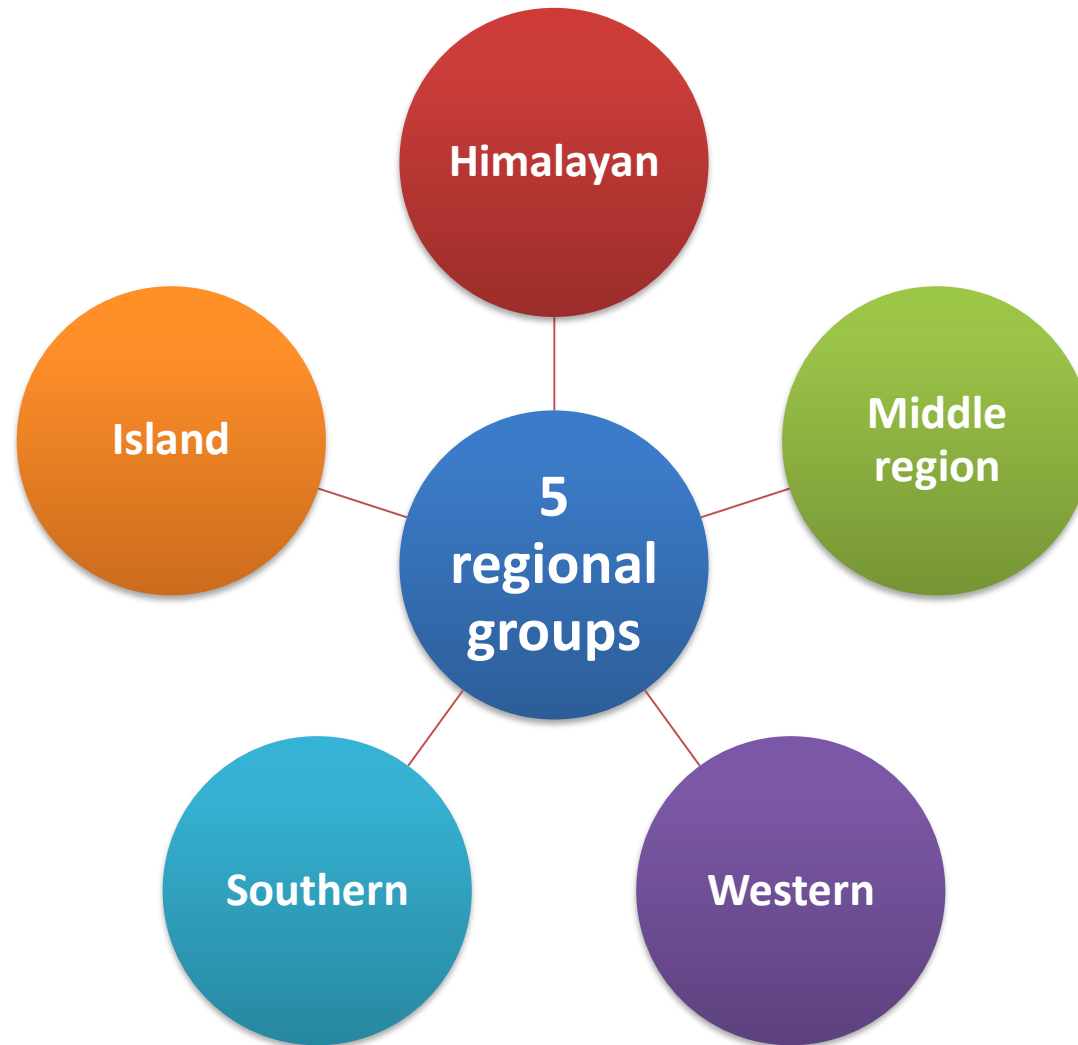 Himalayan
Island
Middle
region
5
regional
groups
Southern
Western